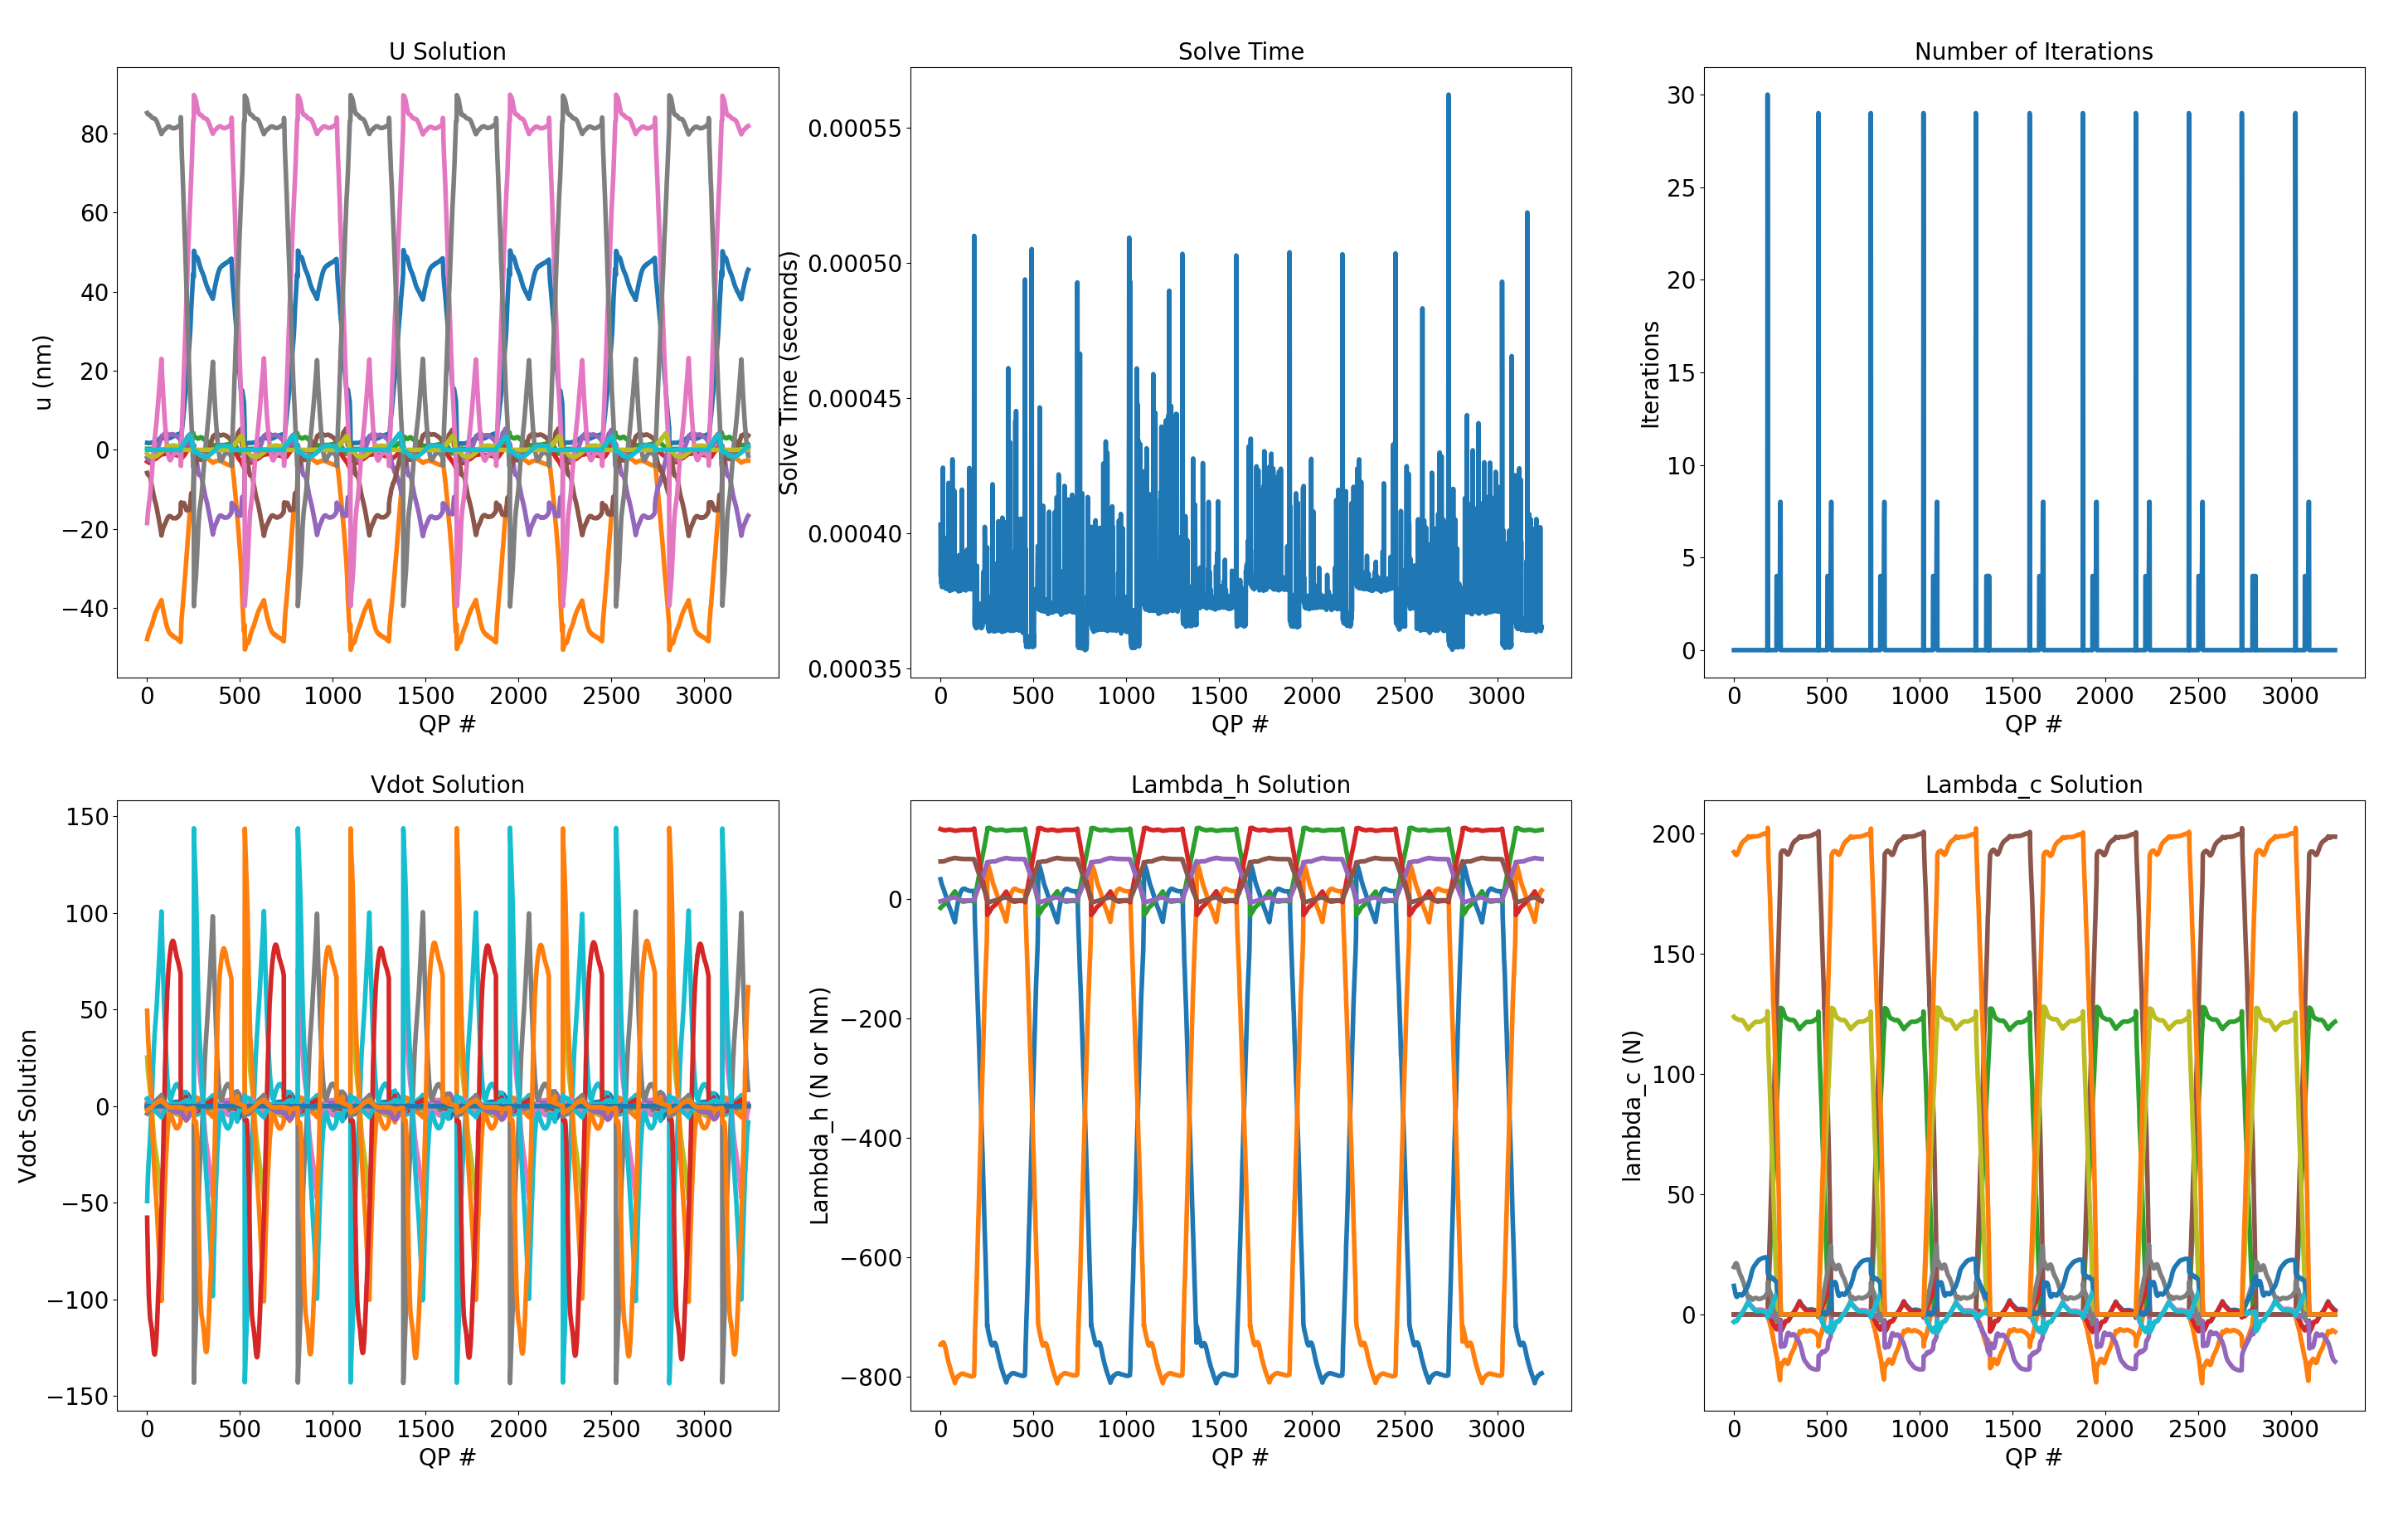 U Solution
80
60
40
20
0
−20
−40
u (nm)
0 500 1000 1500 2000 2500 3000
QP #
Solve Time
0.00055
0.00050
0.00045
0.00040
0.00035
Solve Time (seconds)
0 500 1000 1500 2000 2500 3000
QP #
Number of Iterations
30
25
20
15
10
5
0
Iterations
0 500 1000 1500 2000 2500 3000
QP #
Vdot Solution
150
100
50
0
−50
−100
−150
Vdot Solution
0 500 1000 1500 2000 2500 3000
QP #
Lambda_h Solution
0
−200
−400
−600
−800
Lambda_h (N or Nm)
0 500 1000 1500 2000 2500 3000
QP #
Lambda_c Solution
200
150
100
50
0
lambda_c (N)
0 500 1000 1500 2000 2500 3000
QP #